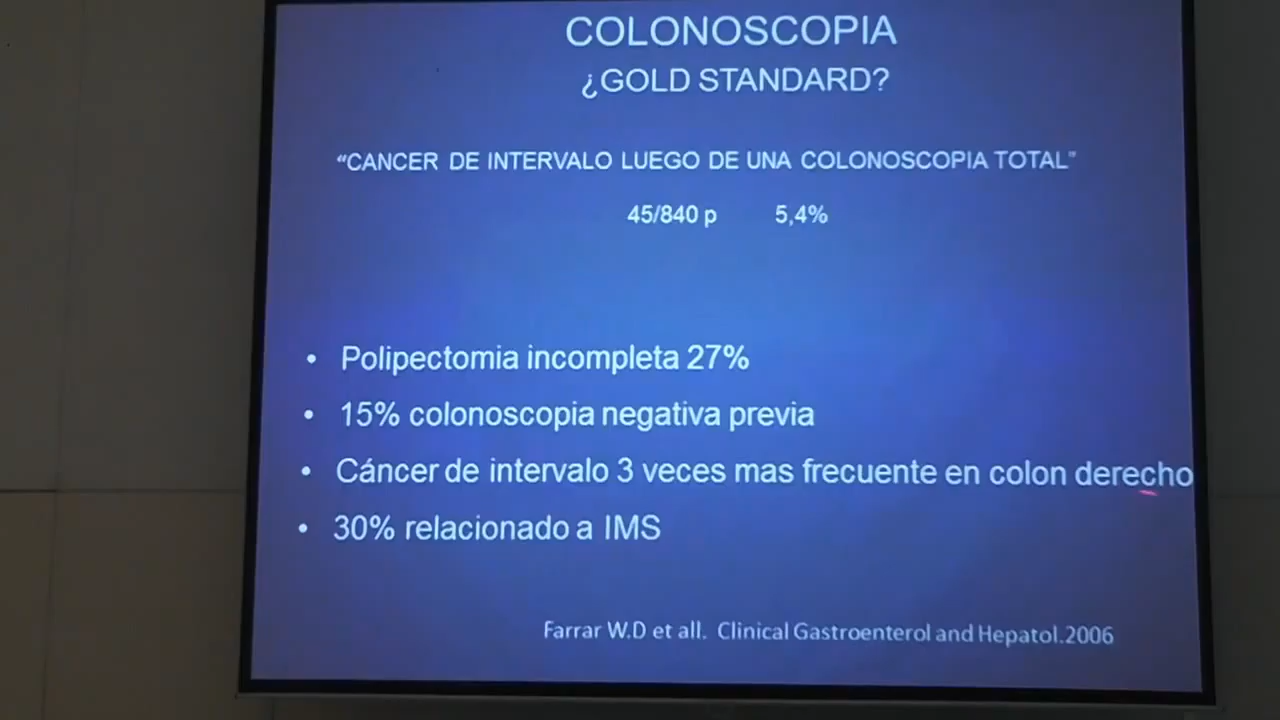 COLONOSCOPIA
¿GOLD STANDARD?
“CANCER DE INTERVALO LUEGO DE UNA COLONOSCOPIA TOTAL”
45/840 p 5,4%
• Polipectomia incompleta 27%
• 15% colonoscopia negativa previa
• Cáncer de intervalo 3 veces mas frecuente en colon derecho
• 30% relacionado a IMS
Farrar W.D et all. Clinical Gastroenterol and Hepatol.2006